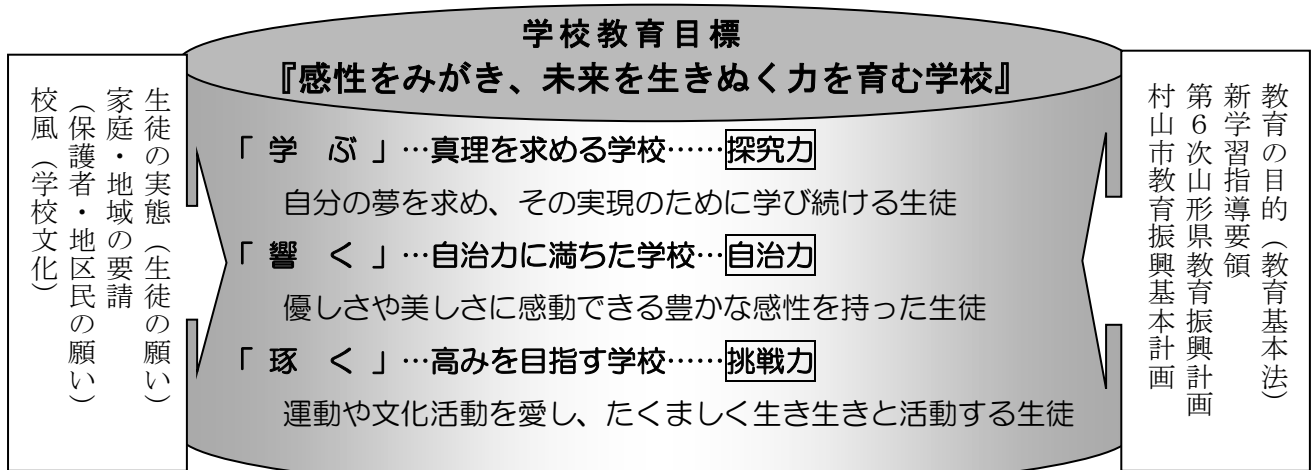 学校教育目標
『感性をみがき、未来を生きぬく力を育む学校』
生徒の実態（生徒の願い）
家庭・地域の要請
（保護者・地区民の願い）
校風（学校文化）
「 学　ぶ 」…真理を求める学校……探究力
自分の夢を求め、その実現のために学び続ける生徒
「 響　く 」…自治力に満ちた学校…自治力
優しさや美しさに感動できる豊かな感性を持った生徒
「 琢　く 」…高みを目指す学校……挑戦力
運動や文化活動を愛し、たくましく生き生きと活動する生徒
教育の目的（教育基本法）
新学習指導要領
第６次山形県教育振興計画
村山市教育振興基本計画